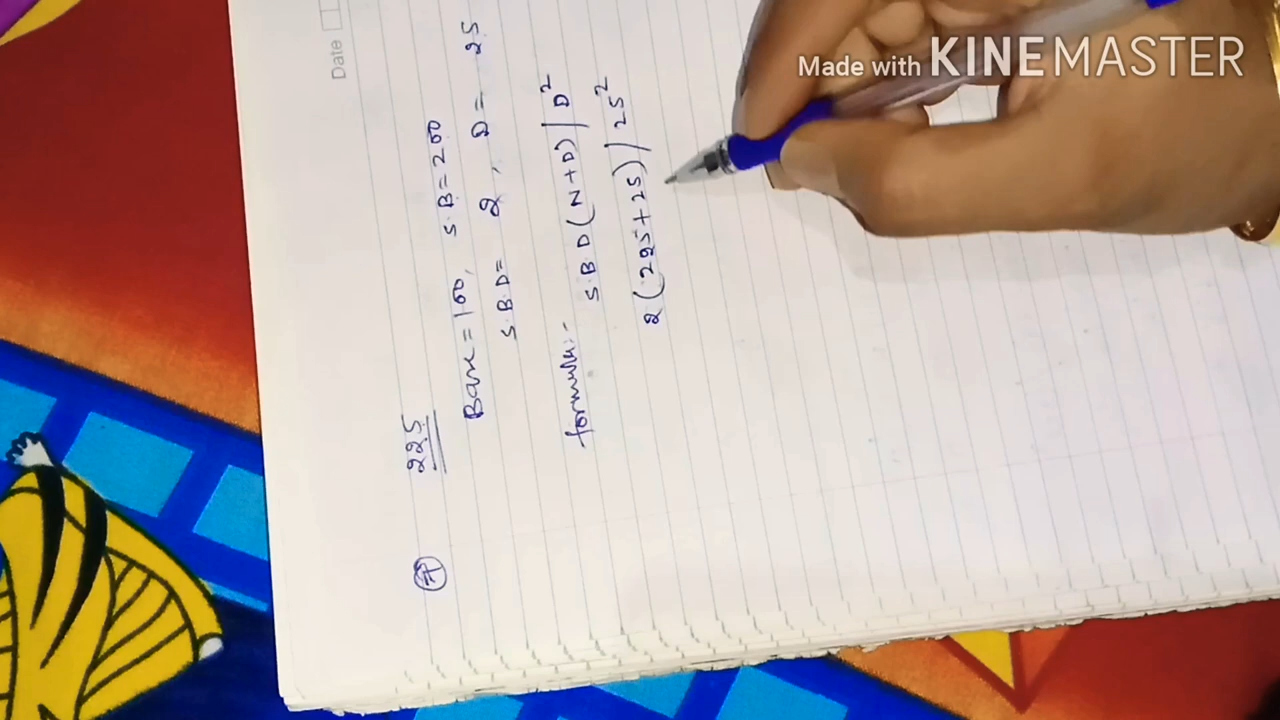 Made with KINEMASTER
Date
225
Base = 100, S.B = 200
S.B.D = 2, D = 25
formula:-
S.B.D (N+D) / D²
2 (225+25) / 25²